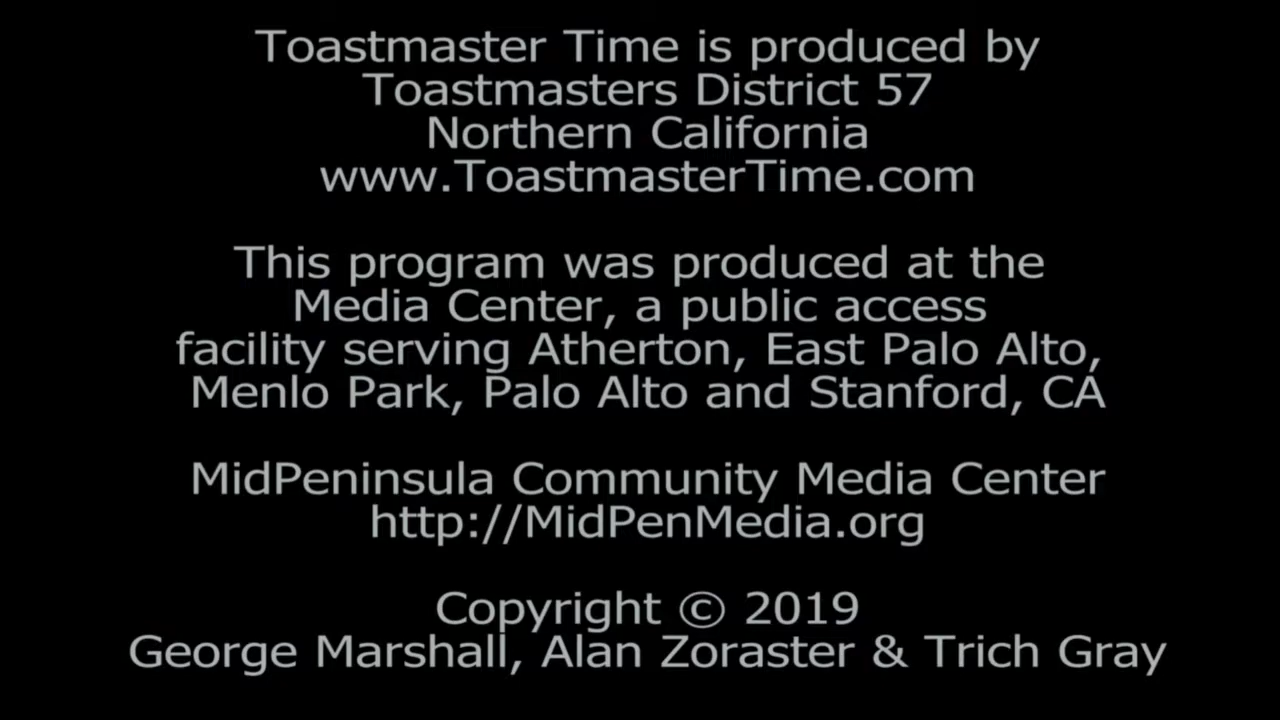 Toastmaster Time is produced by
Toastmasters District 57
Northern California
www.ToastmasterTime.com
This program was produced at the
Media Center, a public access
facility serving Atherton, East Palo Alto,
Menlo Park, Palo Alto and Stanford, CA
MidPeninsula Community Media Center
http://MidPenMedia.org
Copyright © 2019
George Marshall, Alan Zoraster & Trich Gray